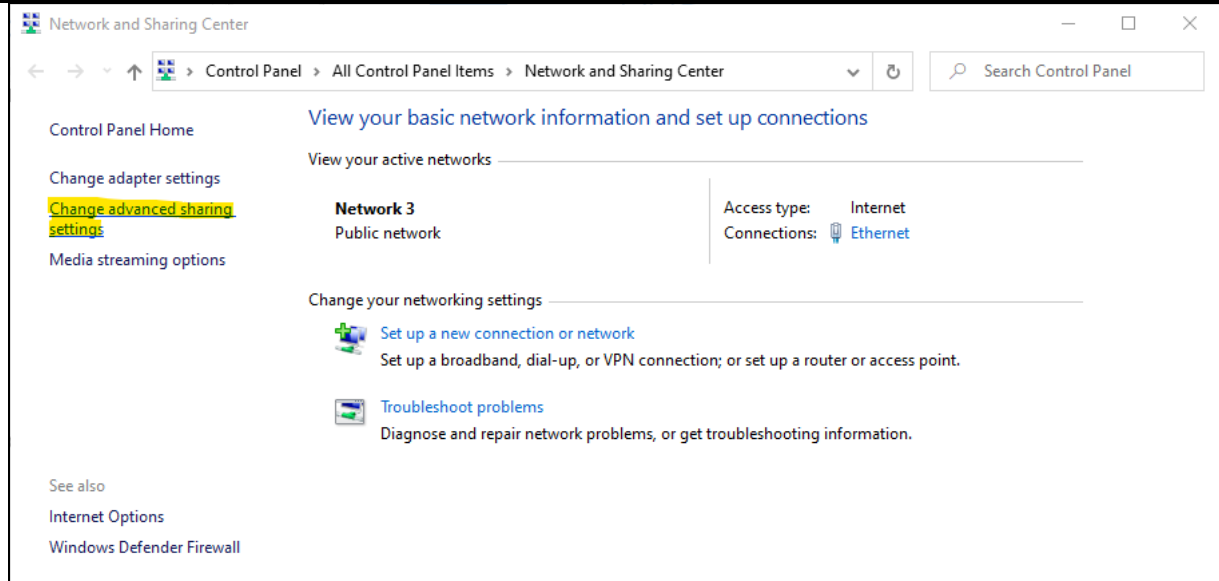 Network and Sharing Center
Control Panel > All Control Panel Items > Network and Sharing Center
Search Control Panel
Control Panel Home
Change adapter settings
Change advanced sharing
settings
Media streaming options
View your basic network information and set up connections
View your active networks
Network 3
Public network
Access type: Internet
Connections: Ethernet
Change your networking settings
Set up a new connection or network
Set up a broadband, dial-up, or VPN connection; or set up a router or access point.
Troubleshoot problems
Diagnose and repair network problems, or get troubleshooting information.
See also
Internet Options
Windows Defender Firewall